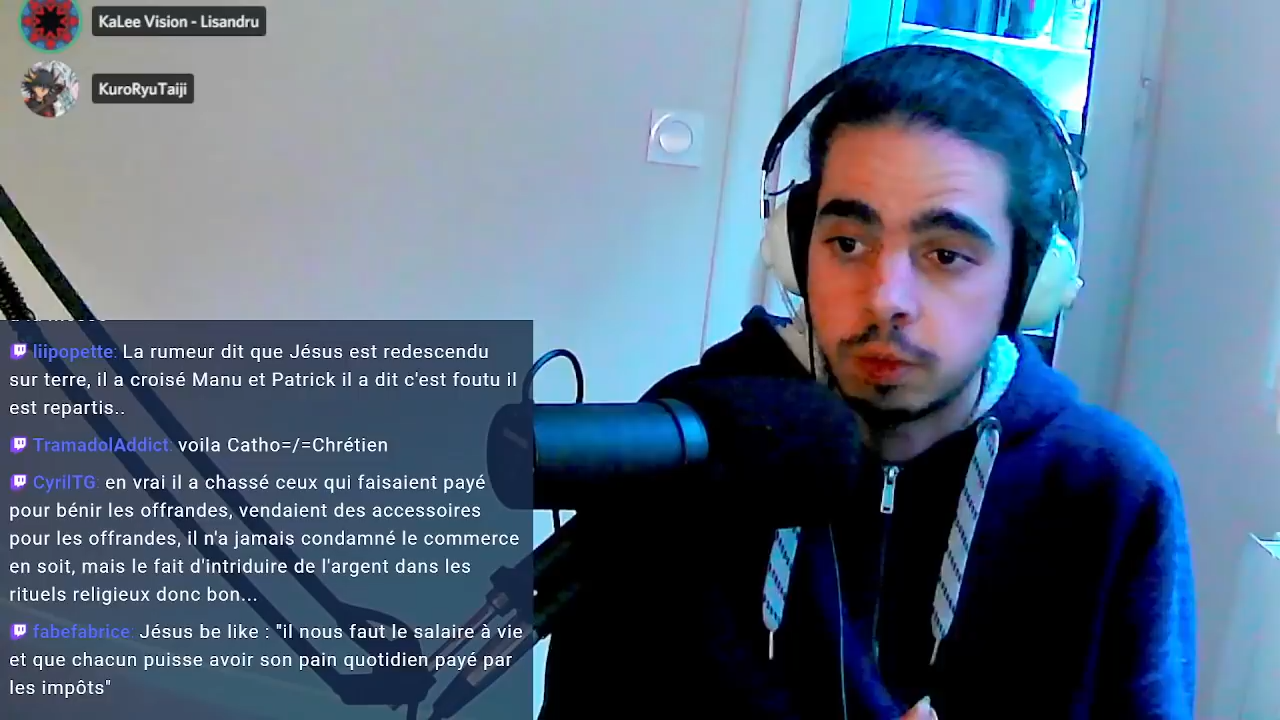 KaLee Vision - Lisandru
KuroRyuTaiji
liipopette: La rumeur dit que Jésus est redescendu
sur terre, il a croisé Manu et Patrick il a dit c'est foutu il
est repartis..
TramadolAddict: voila Catho=/=Chrétien
CyrilTG: en vrai il a chassé ceux qui faisaient payé
pour bénir les offrandes, vendaient des accessoires
pour les offrandes, il n'a jamais condamné le commerce
en soit, mais le fait d'intriduire de l'argent dans les
rituels religieux donc bon...
fabefabrice: Jésus be like : "il nous faut le salaire à vie
et que chacun puisse avoir son pain quotidien payé par
les impôts"